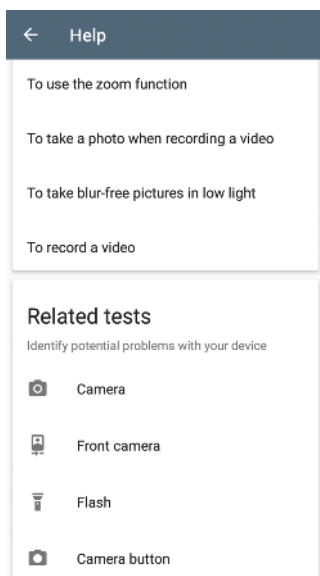 Help
To use the zoom function
To take a photo when recording a video
To take blur-free pictures in low light
To record a video
Related tests
Identify potential problems with your device
Camera
Front camera
Flash
Camera button